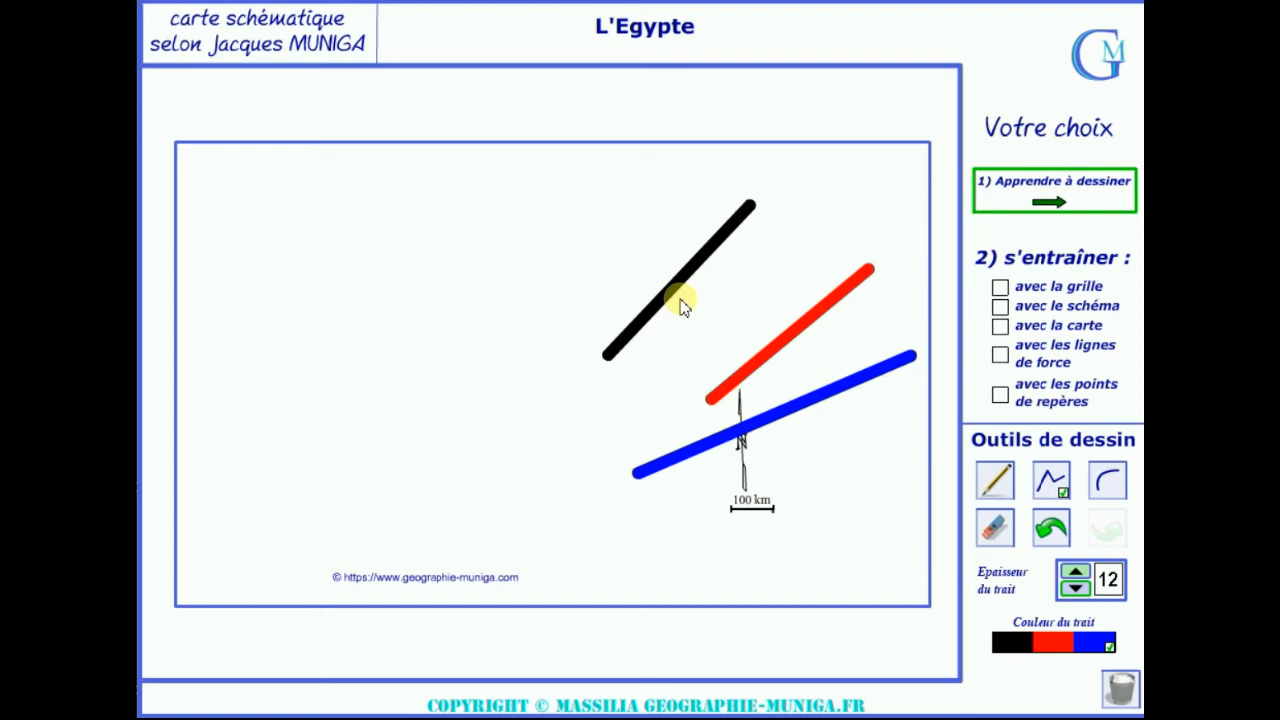 carte schématique
selon Jacques MUNIGA
L'Egypte
GM
Votre choix
1) Apprendre à dessiner
2) s'entraîner :
avec la grille
avec le schéma
avec la carte
avec les lignes
de force
avec les points
de repères
Outils de dessin
N
100 km
Epaisseur
du trait
12
Couleur du trait
© https://www.geographie-muniga.com
COPYRIGHT © MASSILIA GEOGRAPHIE-MUNIGA.FR